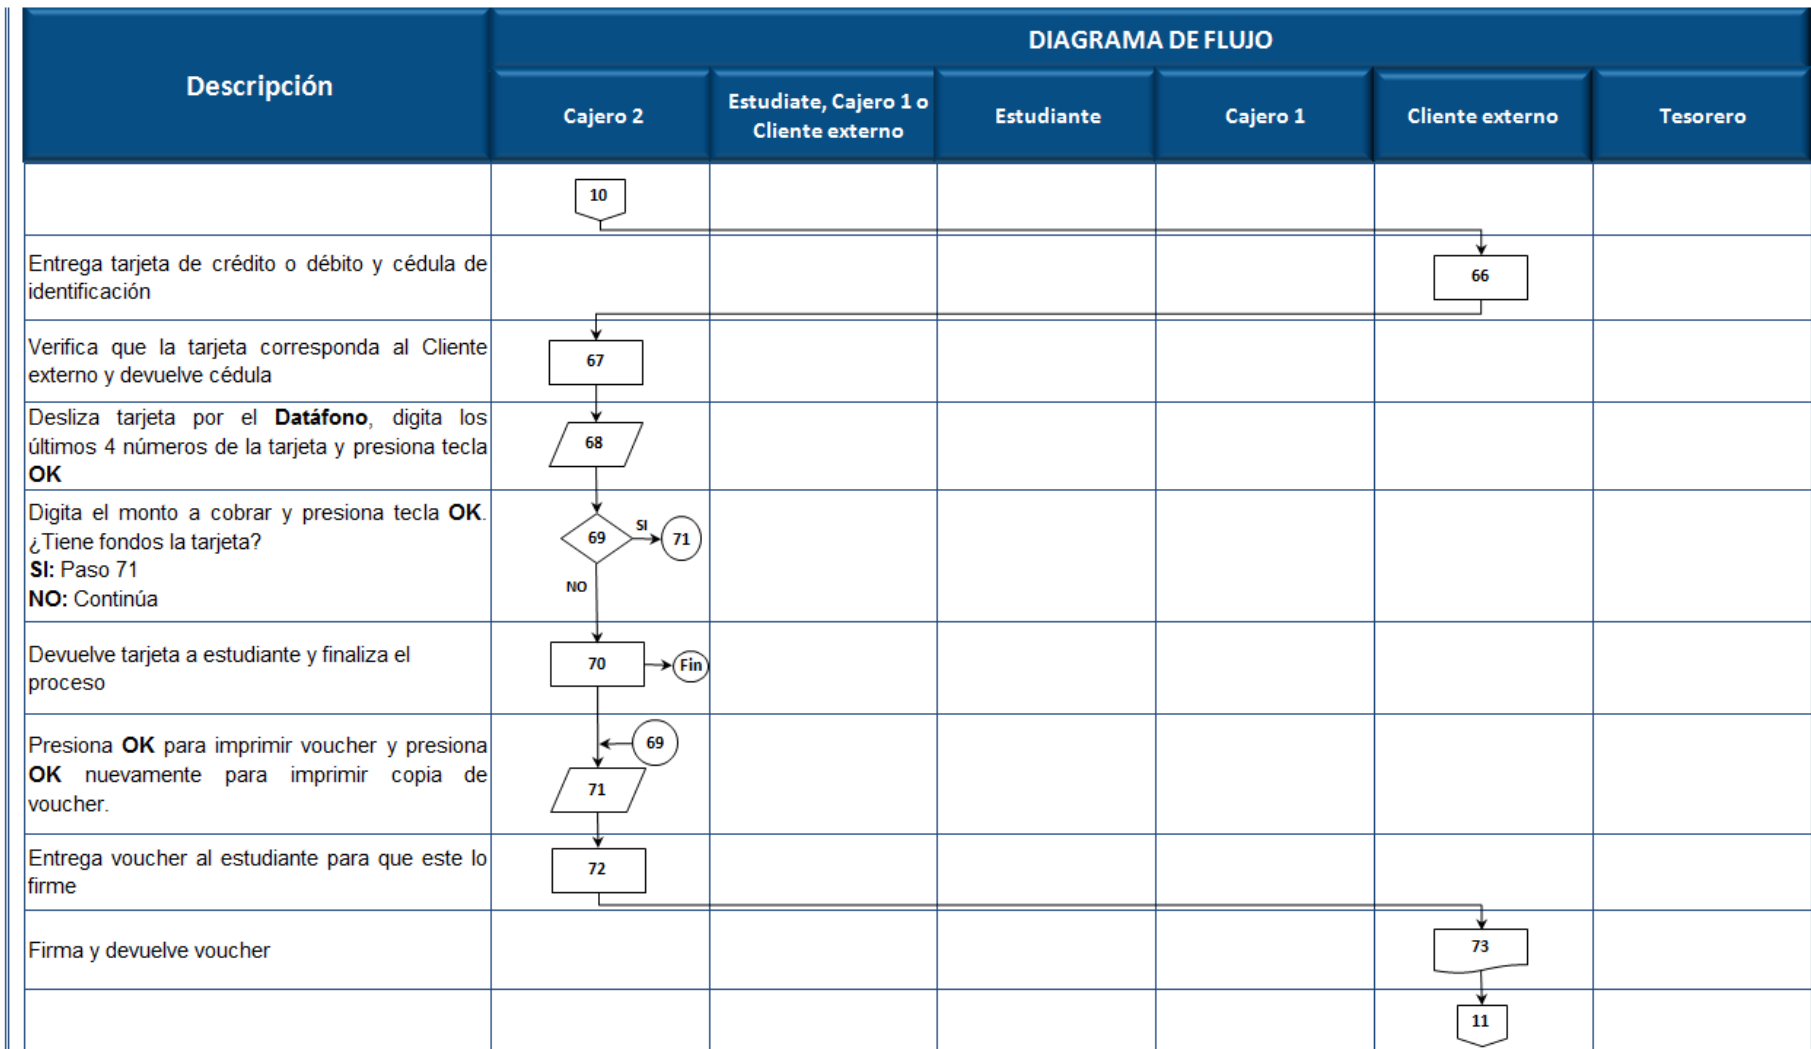 DIAGRAMA DE FLUJO
Descripción
Cajero 2
Estudiate, Cajero 1 o
Cliente externo
Estudiante
Cajero 1
Cliente externo
Tesorero
10
Entrega tarjeta de crédito o débito y cédula de
identificación
66
Verifica que la tarjeta corresponda al Cliente
externo y devuelve cédula
67
Desliza tarjeta por el Datáfono, digita los
últimos 4 números de la tarjeta y presiona tecla
OK
68
Digita el monto a cobrar y presiona tecla OK.
¿Tiene fondos la tarjeta?
SI: Paso 71
NO: Continúa
69
SI
71
NO
Devuelve tarjeta a estudiante y finaliza el
proceso
70
Fin
Presiona OK para imprimir voucher y presiona
OK nuevamente para imprimir copia de
voucher.
69
71
Entrega voucher al estudiante para que este lo
firme
72
Firma y devuelve voucher
73
11